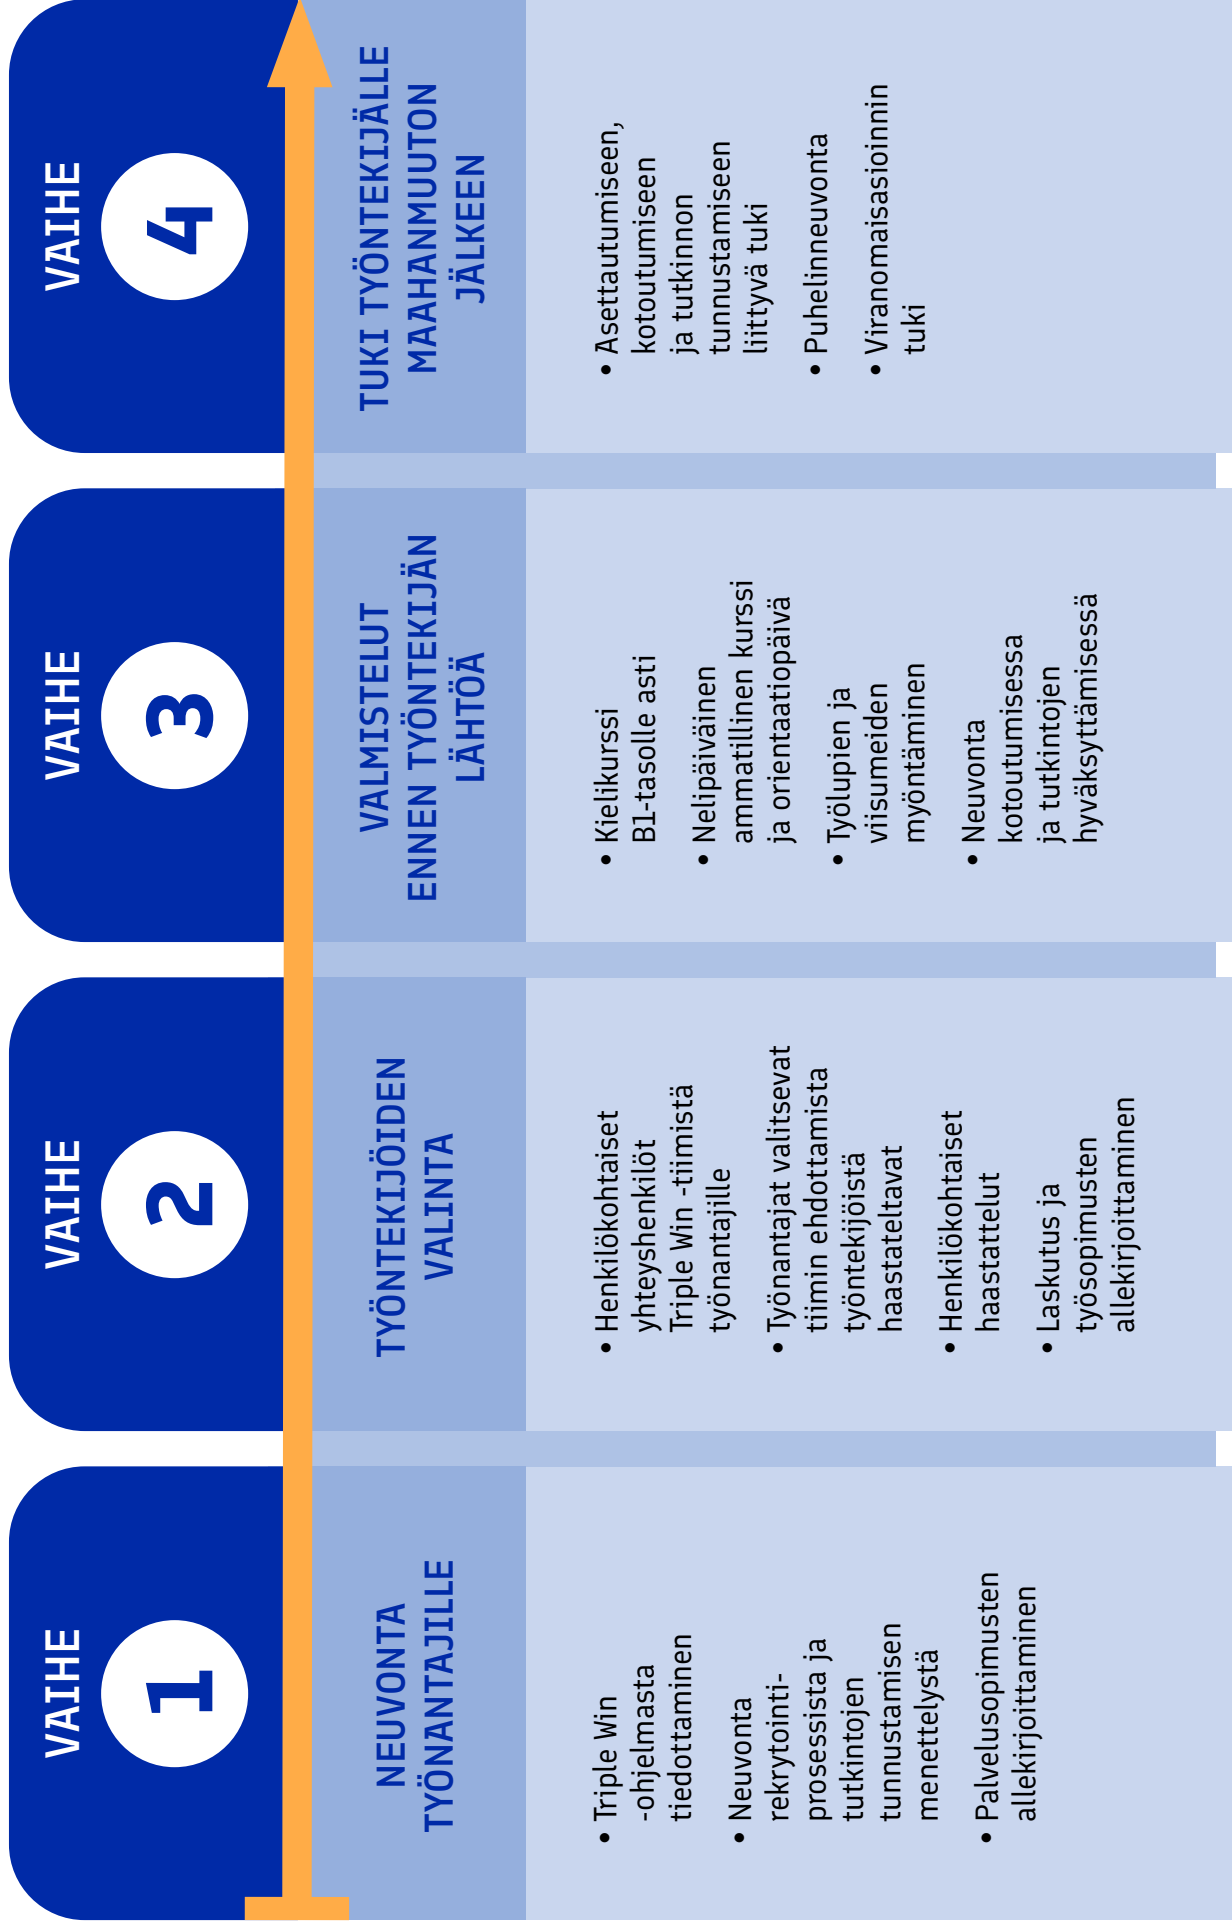 VAIHE
1
NEUVONTA
TYÖNANTAJILLE
• Triple Win
-ohjelmasta
tiedottaminen
• Neuvonta
rekrytointi-
prosessista ja
tutkintojen
tunnustamisen
menettelystä
• Palvelusopimusten
allekirjoittaminen
VAIHE
2
TYÖNTEKIJÖIDEN
VALINTA
• Henkilökohtaiset
yhteyshenkilöt
Triple Win -tiimistä
työnantajille
• Työnantajat valitsevat
tiimin ehdottamista
työntekijöistä
haastateltavat
• Henkilökohtaiset
haastattelut
• Laskutus ja
työsopimusten
allekirjoittaminen
VAIHE
3
VALMISTELUT
ENNEN TYÖNTEKIJÄN
LÄHTÖÄ
• Kielikurssi
B1-tasolle asti
• Nelipäiväinen
ammatillinen kurssi
ja orientaatiopäivä
• Työlupien ja
viisumeiden
myöntäminen
• Neuvonta
kotoutumisessa
ja tutkintojen
hyväksyttämisessä
VAIHE
4
TUKI TYÖNTEKIJÄLLE
MAAHANMUUTON
JÄLKEEN
• Asettautumiseen,
kotoutumiseen
ja tutkinnon
tunnustamiseen
liittyvä tuki
• Puhelinneuvonta
• Viranomaisasioinnin
tuki